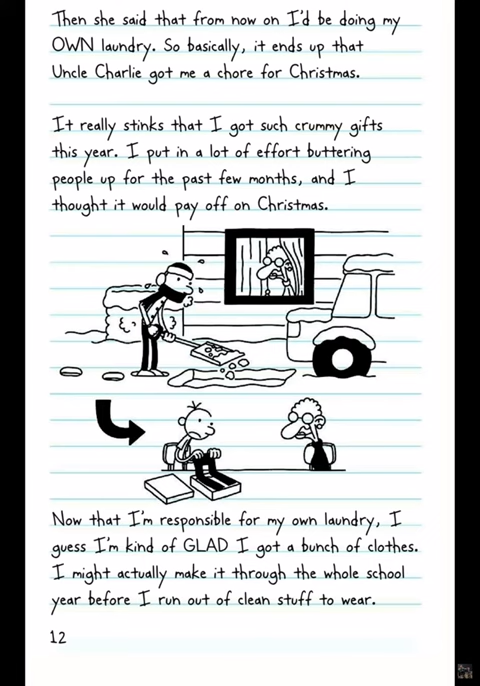 Then she said that from now on I'd be doing my
OWN laundry. So basically, it ends up that
Uncle Charlie got me a chore for Christmas.
It really stinks that I got such crummy gifts
this year. I put in a lot of effort buttering
people up for the past few months, and I
thought it would pay off on Christmas.
Now that I'm responsible for my own laundry, I
guess I'm kind of GLAD I got a bunch of clothes.
I might actually make it through the whole school
year before I run out of clean stuff to wear.
12